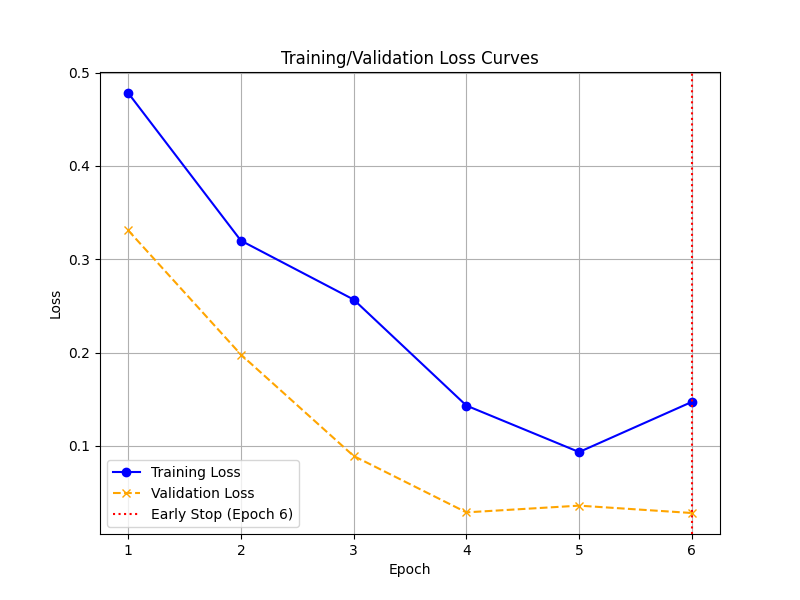 Training/Validation Loss Curves
0.5
0.4
0.3
0.2
0.1
Loss
Training Loss
Validation Loss
Early Stop (Epoch 6)
1 2 3 4 5 6
Epoch